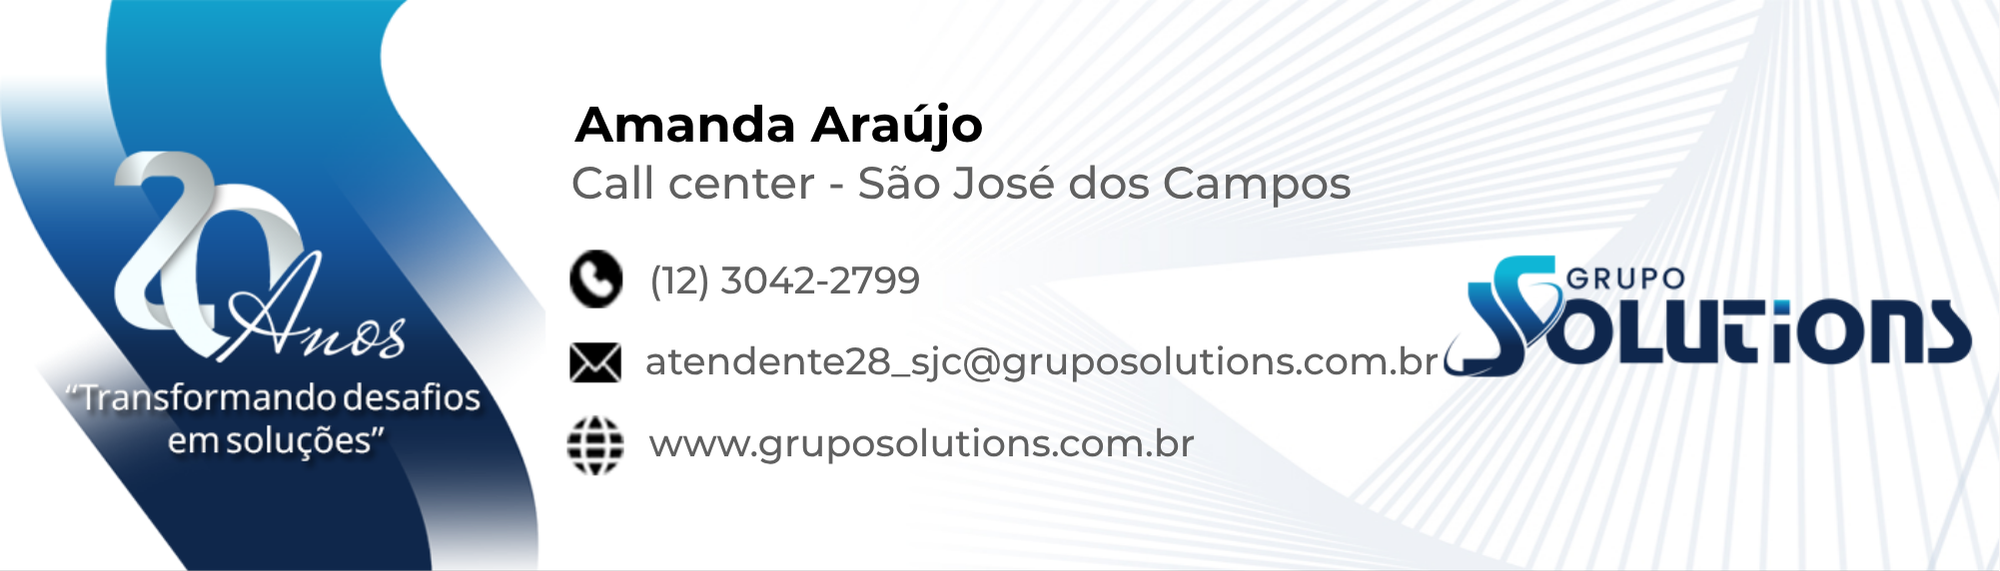 20
Anos
“Transformando desafios
em soluções”
Amanda Araújo
Call center - São José dos Campos
(12) 3042-2799
atendente28_sjc@gruposolutions.com.br
www.gruposolutions.com.br
GRUPO
SOLUTIONS